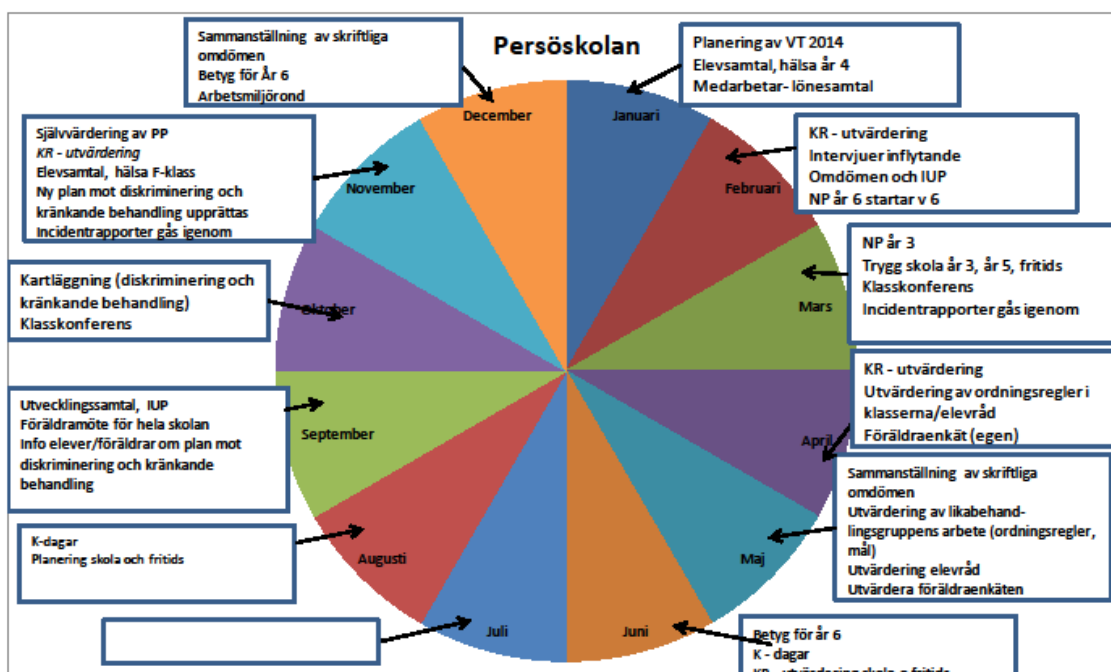 Persöskolan
Planering av VT 2014
Elevsamtal, hälsa år 4
Medarbetar- lönesamtal
Januari
KR - utvärdering
Intervjuer inflytande
Omdömen och IUP
NP år 6 startar v 6
Februari
NP år 3
Trygg skola år 3, år 5, fritids
Klasskonferens
Incidentrapporter gås igenom
Mars
KR - utvärdering
Utvärdering av ordningsregler i
klasserna/elevråd
Föräldraenkät (egen)
April
Sammanställning av skriftliga
omdömen
Utvärdering av likabehand-
lingsgruppens arbete (ordningsregler,
mål)
Utvärdering elevråd
Utvärdera föräldraenkäten
Maj
Betyg för år 6
K - dagar
KR - utvärdering skola o fritids
Juni
Juli
K-dagar
Planering skola och fritids
Augusti
Utvecklingssamtal, IUP
Föräldramöte för hela skolan
Info elever/föräldrar om plan mot
diskriminering och kränkande
behandling
September
Kartläggning (diskriminering och
kränkande behandling)
Klasskonferens
Oktober
Självvärdering av PP
KR - utvärdering
Elevsamtal, hälsa F-klass
Ny plan mot diskriminering och
kränkande behandling upprättas
Incidentrapporter gås igenom
November
Sammanställning av skriftliga
omdömen
Betyg för År 6
Arbetsmiljörond
December